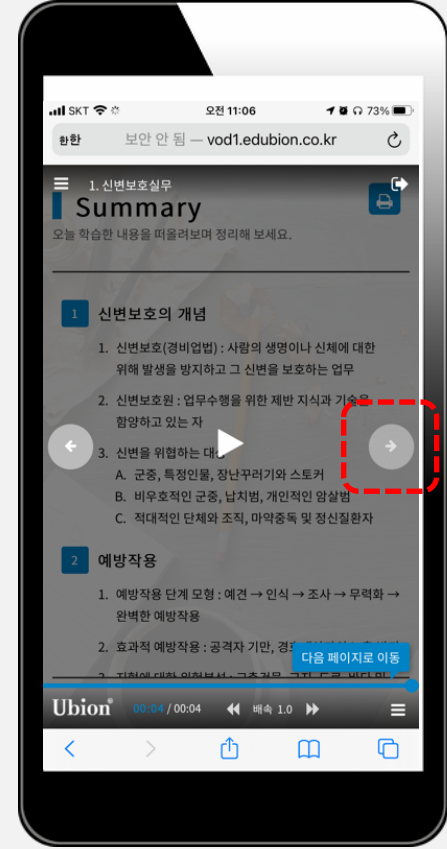 SKT 오전 11:06 73%
화한 보안 안 됨 — vod1.edubion.co.kr
1. 신변보호실무
Summary
오늘 학습한 내용을 떠올려보며 정리해 보세요.
1 신변보호의 개념
1. 신변보호(경비업법) : 사람의 생명이나 신체에 대한
위해 발생을 방지하고 그 신변을 보호하는 업무
2. 신변보호원 : 업무수행을 위한 제반 지식과 기술을
함양하고 있는 자
3. 신변을 위협하는 대상
A. 군중, 특정인물, 장난꾸러기와 스토커
B. 비우호적인 군중, 납치범, 개인적인 암살범
C. 적대적인 단체와 조직, 마약중독 및 정신질환자
2 예방작용
1. 예방작용 단계 모형 : 예견 → 인식 → 조사 → 무력화 →
완벽한 예방작용
2. 효과적 예방작용 : 공격자 기만,
다음 페이지로 이동
Ubion 00:04 / 00:04 배속 1.0